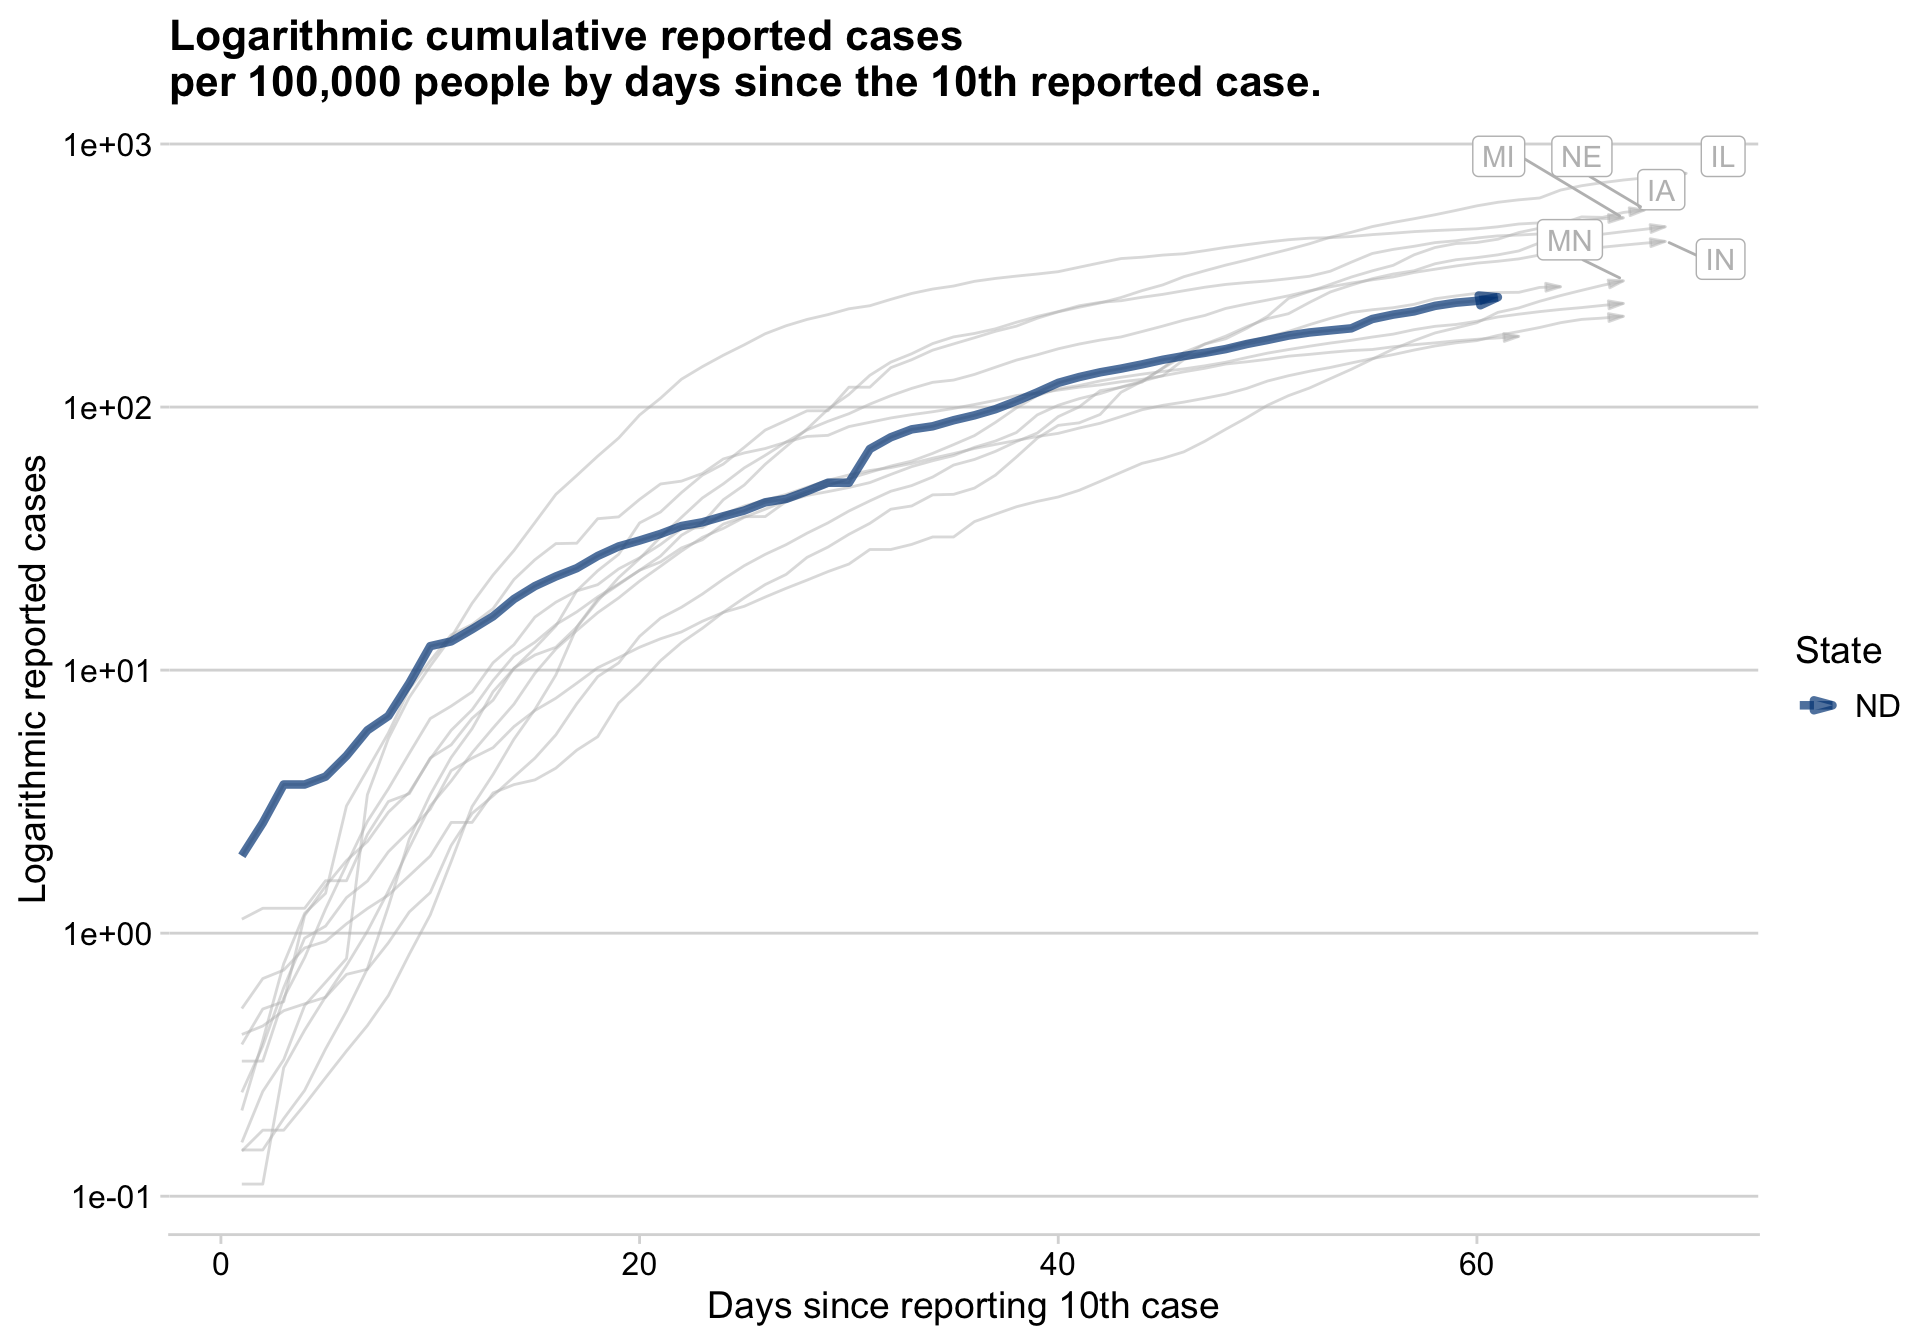 Logarithmic cumulative reported cases
per 100,000 people by days since the 10th reported case.
1e+03
1e+02
1e+01
1e+00
1e-01
Logarithmic reported cases
MI
NE
IL
IA
MN
IN
State
ND
0
20
40
60
Days since reporting 10th case